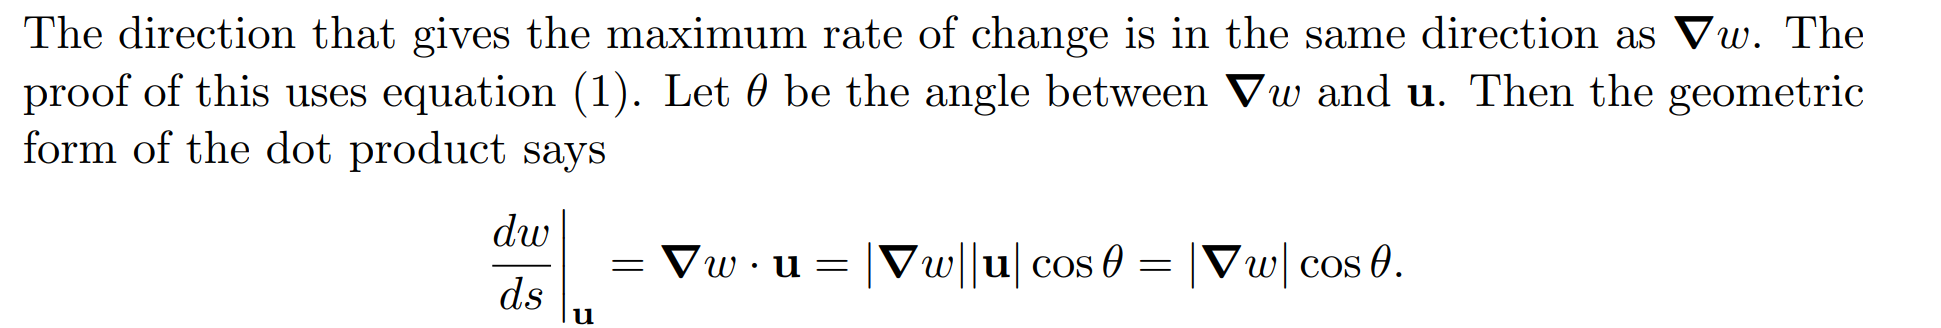 The direction that gives the maximum rate of change is in the same direction as ∇w. The
proof of this uses equation (1). Let θ be the angle between ∇w and u. Then the geometric
form of the dot product says
dw/ds|u = ∇w · u = |∇w||u| cos θ = |∇w| cos θ.